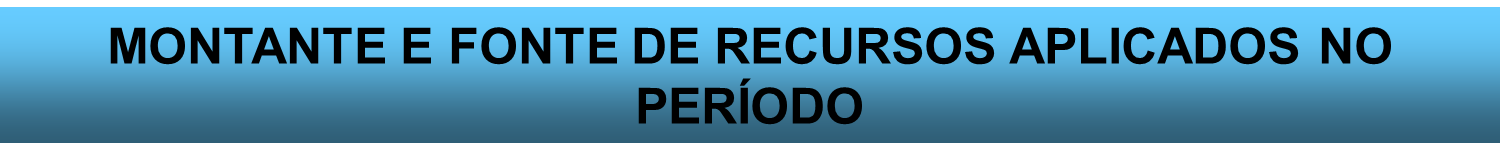 MONTANTE E FONTE DE RECURSOS APLICADOS NO
PERÍODO